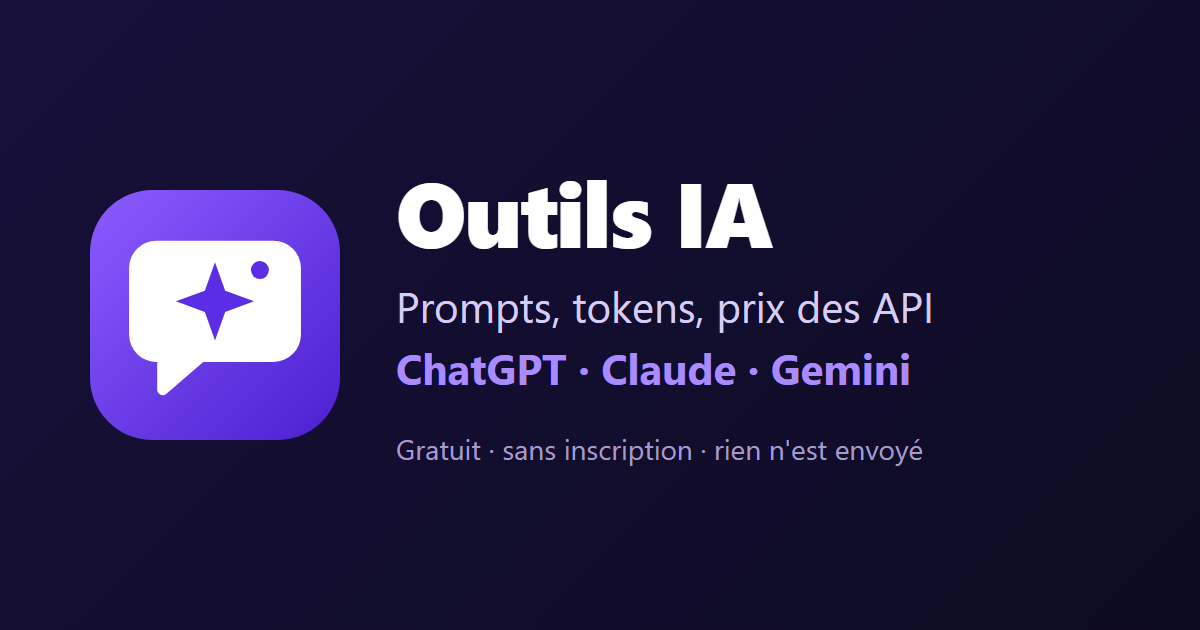 Outils IA
Prompts, tokens, prix des API
ChatGPT · Claude · Gemini
Gratuit · sans inscription · rien n'est envoyé